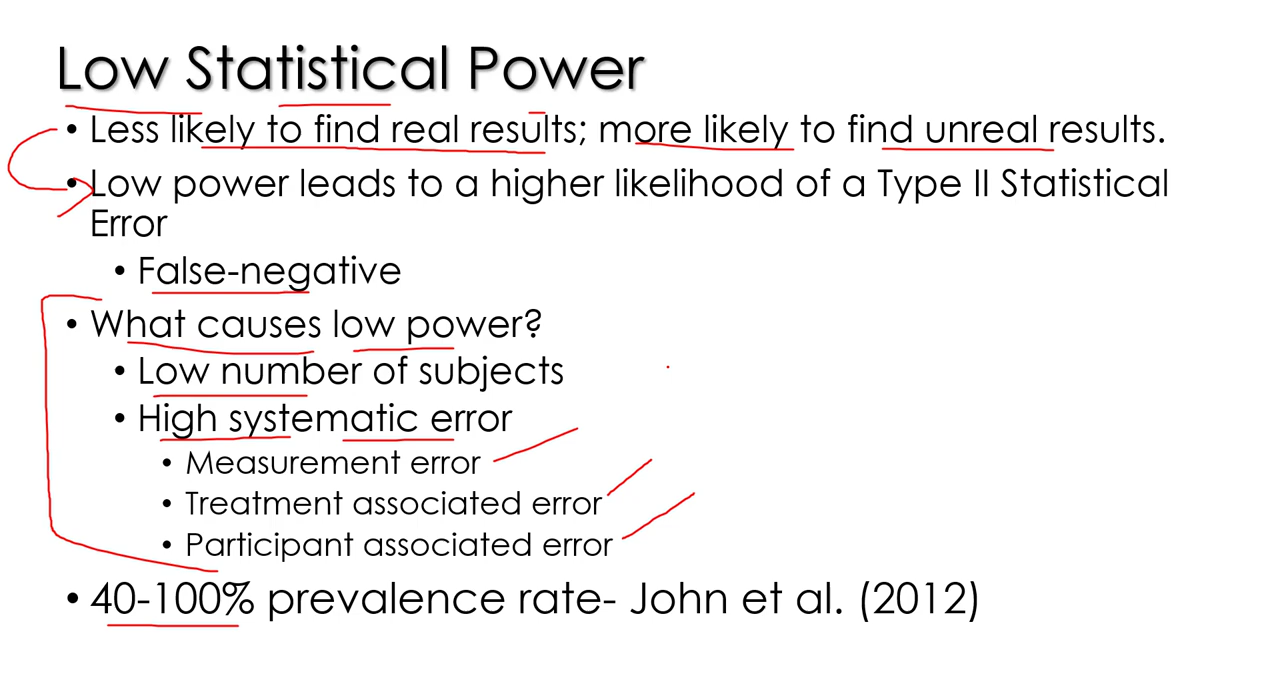 Low Statistical Power
• Less likely to find real results; more likely to find unreal results.
• Low power leads to a higher likelihood of a Type II Statistical
Error
• False-negative
• What causes low power?
• Low number of subjects
• High systematic error
• Measurement error
• Treatment associated error
• Participant associated error
• 40-100% prevalence rate- John et al. (2012)